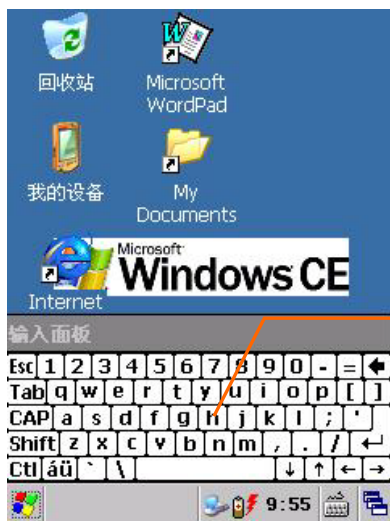 回收站
Microsoft
WordPad
我的设备
My
Documents
Internet
Microsoft
Windows CE
输入面板
Esc 1 2 3 4 5 6 7 8 9 0 - = ←
Tab q w e r t y u i o p [ ]
CAP a s d f g h j k l ; '
Shift z x c v b n m , . / ↵
Ctl áü ` \ ↓ ↑ ← →
9:55